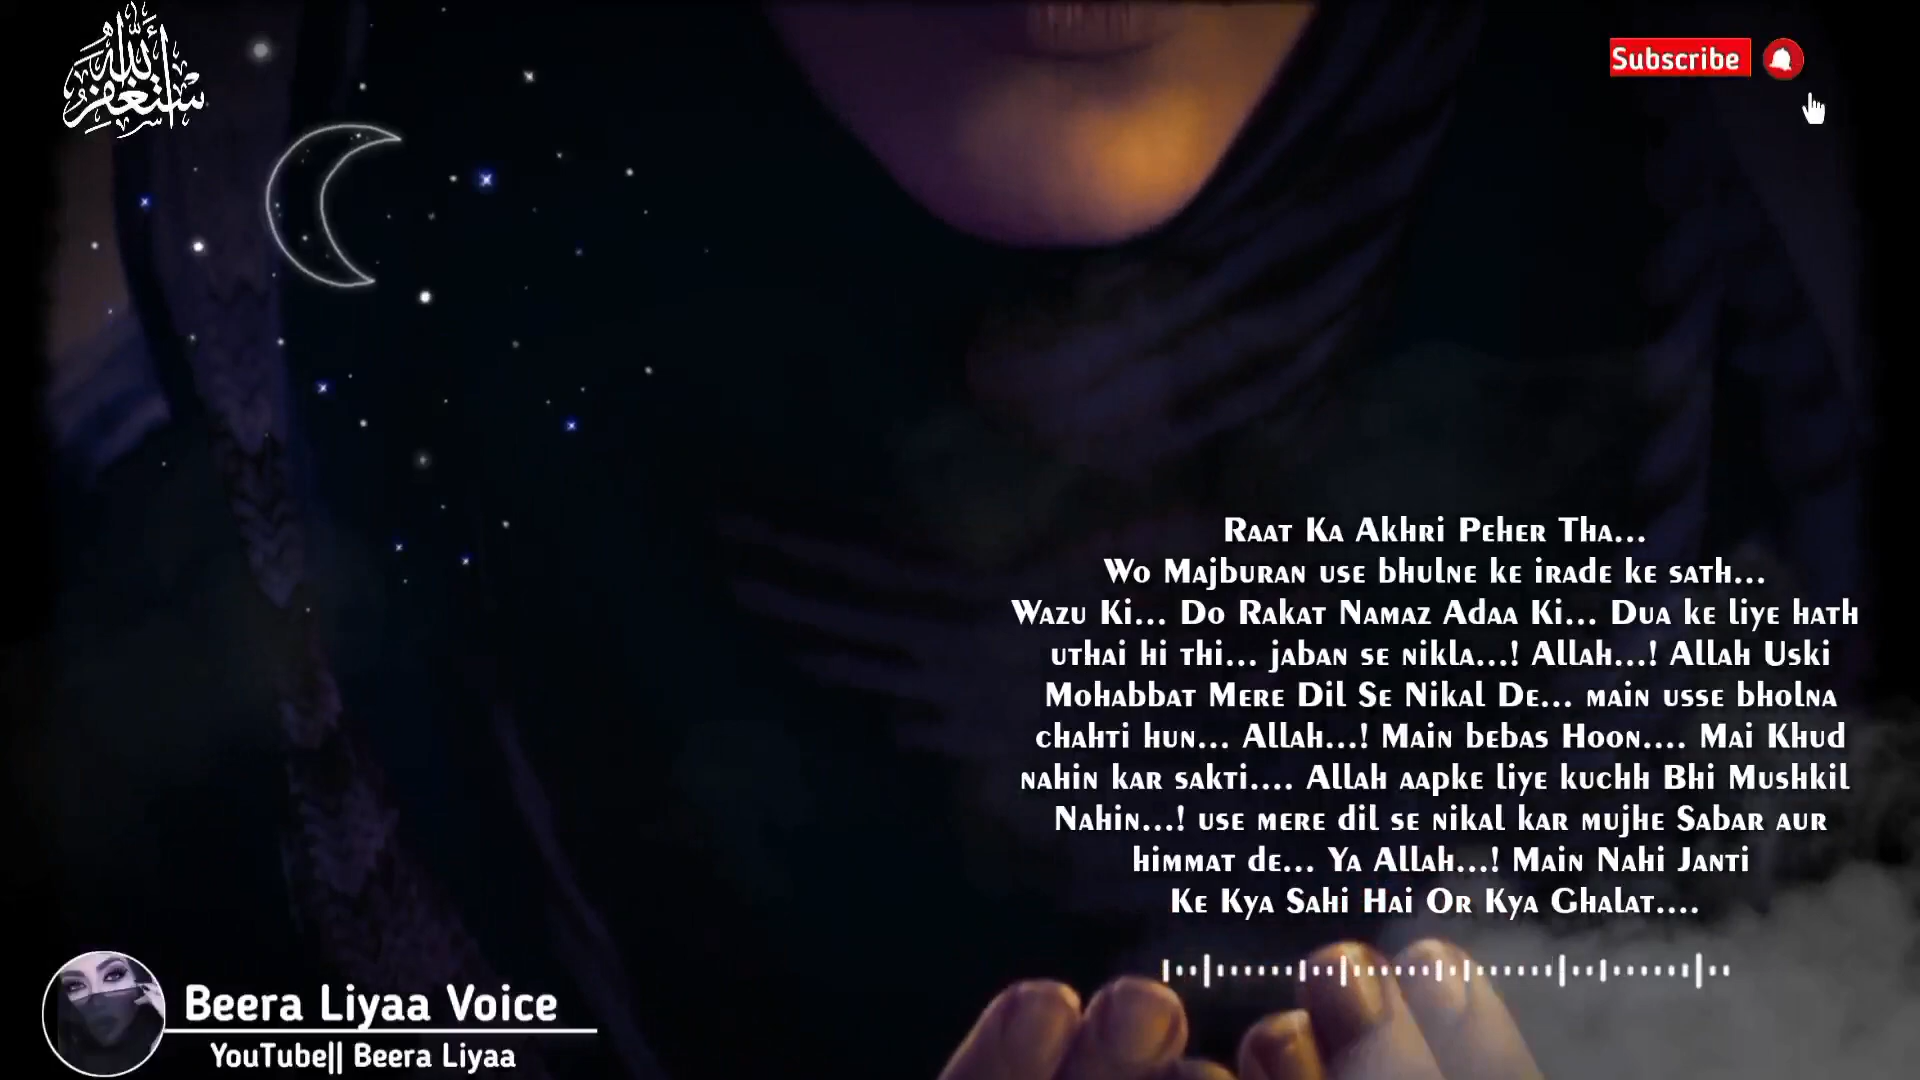 أستغفر الله
Subscribe
Raat Ka Akhri Peher Tha...
Wo Majburan use bhulne ke irade ke sath...
Wazu Ki... Do Rakat Namaz Adaa Ki... Dua ke liye hath
uthai hi thi... jaban se nikla...! Allah...! Allah Uski
Mohabbat Mere Dil Se Nikal De... main usse bholna
chahti hun... Allah...! Main bebas Hoon.... Mai Khud
nahin kar sakti.... Allah aapke liye kuchh Bhi Mushkil
Nahin...! use mere dil se nikal kar mujhe Sabar aur
himmat de... Ya Allah...! Main Nahi Janti
Ke Kya Sahi Hai Or Kya Ghalat....
Beera Liyaa Voice
YouTube|| Beera Liyaa